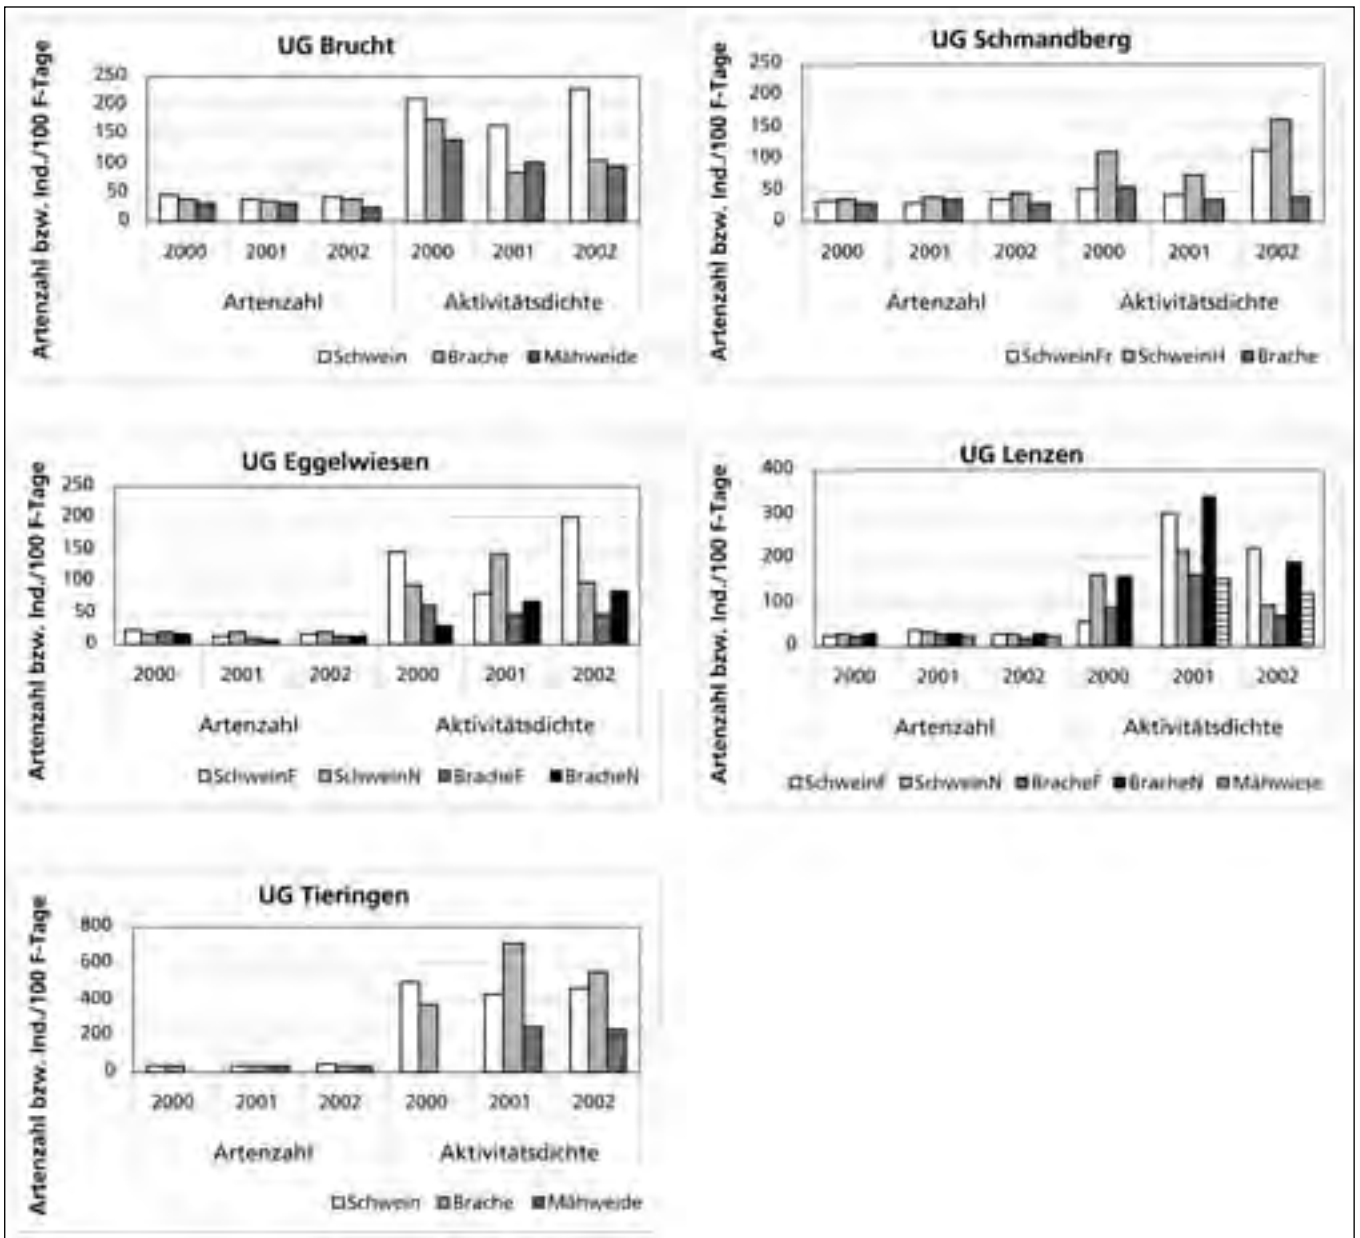 UG Brucht
Artenzahl bzw. Ind./100 F-Tage
250
200
150
100
50
0
2000 2001 2002 2000 2001 2002
Artenzahl Aktivitätsdichte
Schwein Brache Mähweide
UG Schmandberg
Artenzahl bzw. Ind./100 F-Tage
250
200
150
100
50
0
2000 2001 2002 2000 2001 2002
Artenzahl Aktivitätsdichte
SchweinFr SchweinH Brache
UG Eggelwiesen
Artenzahl bzw. Ind./100 F-Tage
250
200
150
100
50
0
2000 2001 2002 2000 2001 2002
Artenzahl Aktivitätsdichte
SchweinF SchweinN BracheF BracheN
UG Lenzen
Artenzahl bzw. Ind./100 F-Tage
400
300
200
100
0
2000 2001 2002 2000 2001 2002
Artenzahl Aktivitätsdichte
SchweinF SchweinN BracheF BracheN Mähwiese
UG Tieringen
Artenzahl bzw. Ind./100 F-Tage
800
600
400
200
0
2000 2001 2002 2000 2001 2002
Artenzahl Aktivitätsdichte
Schwein Brache Mähweide